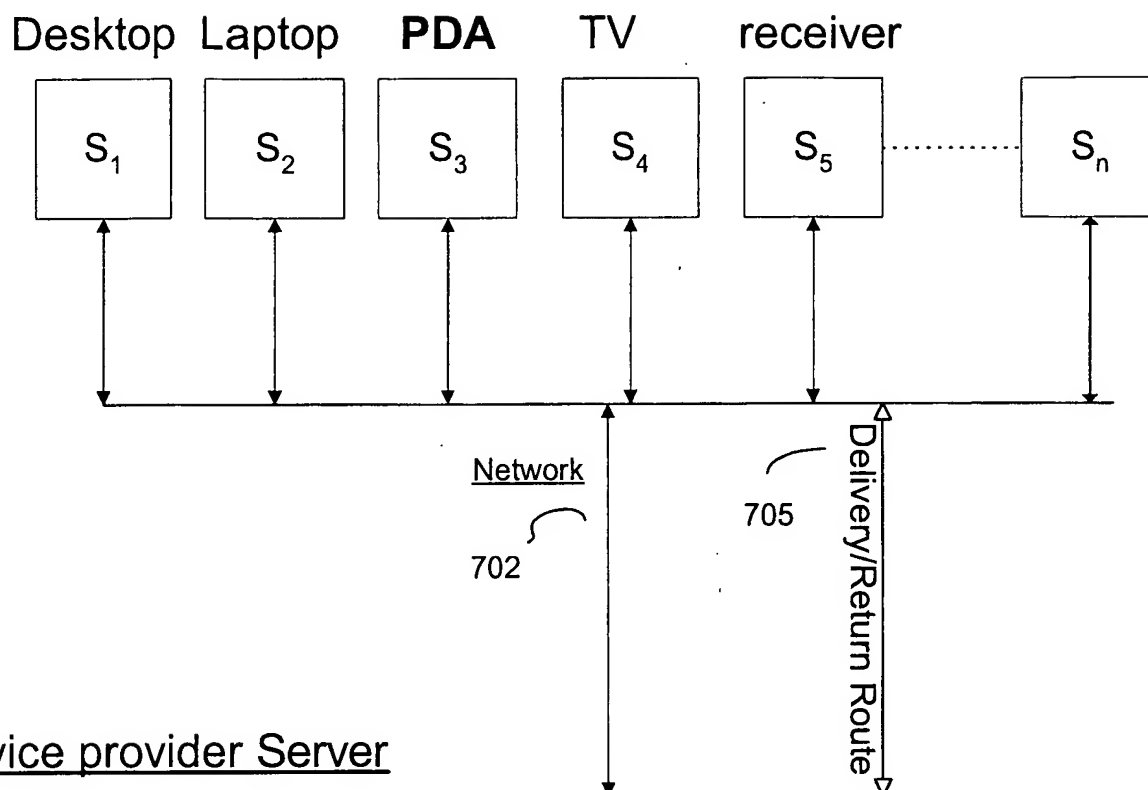 Desktop Laptop PDA TV receiver
S₁ S₂ S₃ S₄ S₅ Sₙ
Network
702
705
Delivery/Return Route
vice provider Server